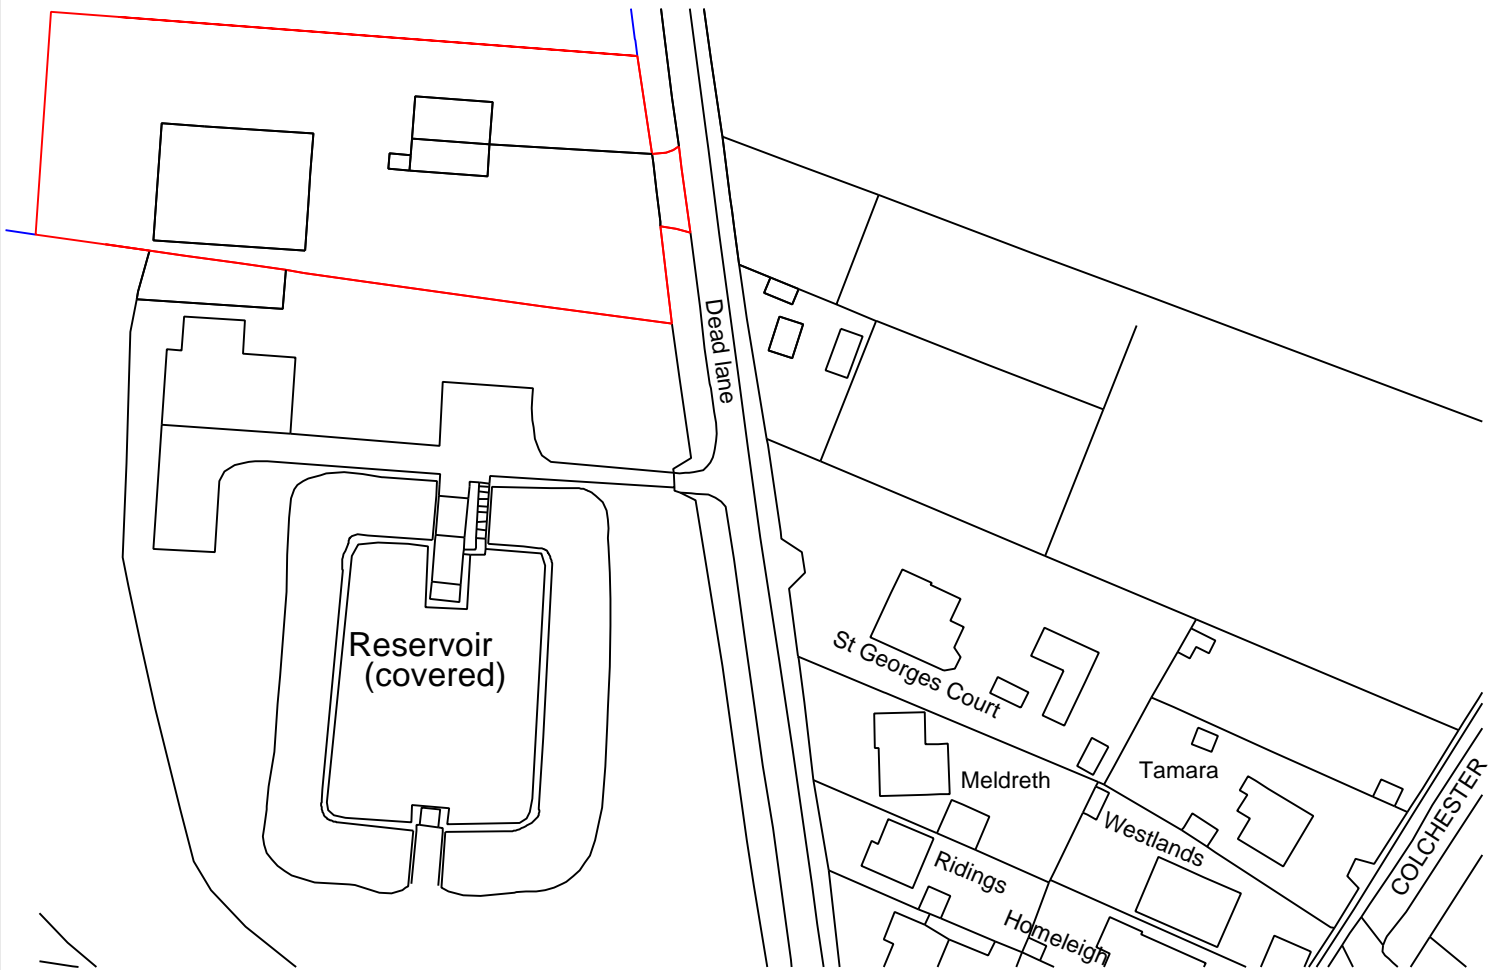 Dead lane
Reservoir
(covered)
St Georges Court
Meldreth
Tamara
Westlands
COLCHESTER
Ridings
Homeleigh